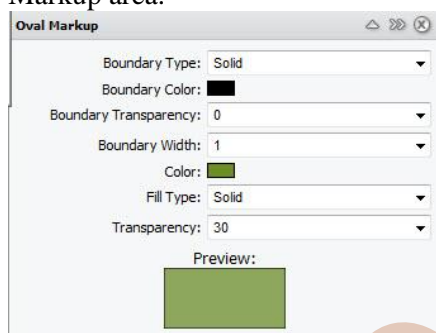 Markup area.
Oval Markup
Boundary Type: Solid
Boundary Color:
Boundary Transparency: 0
Boundary Width: 1
Color:
Fill Type: Solid
Transparency: 30
Preview: